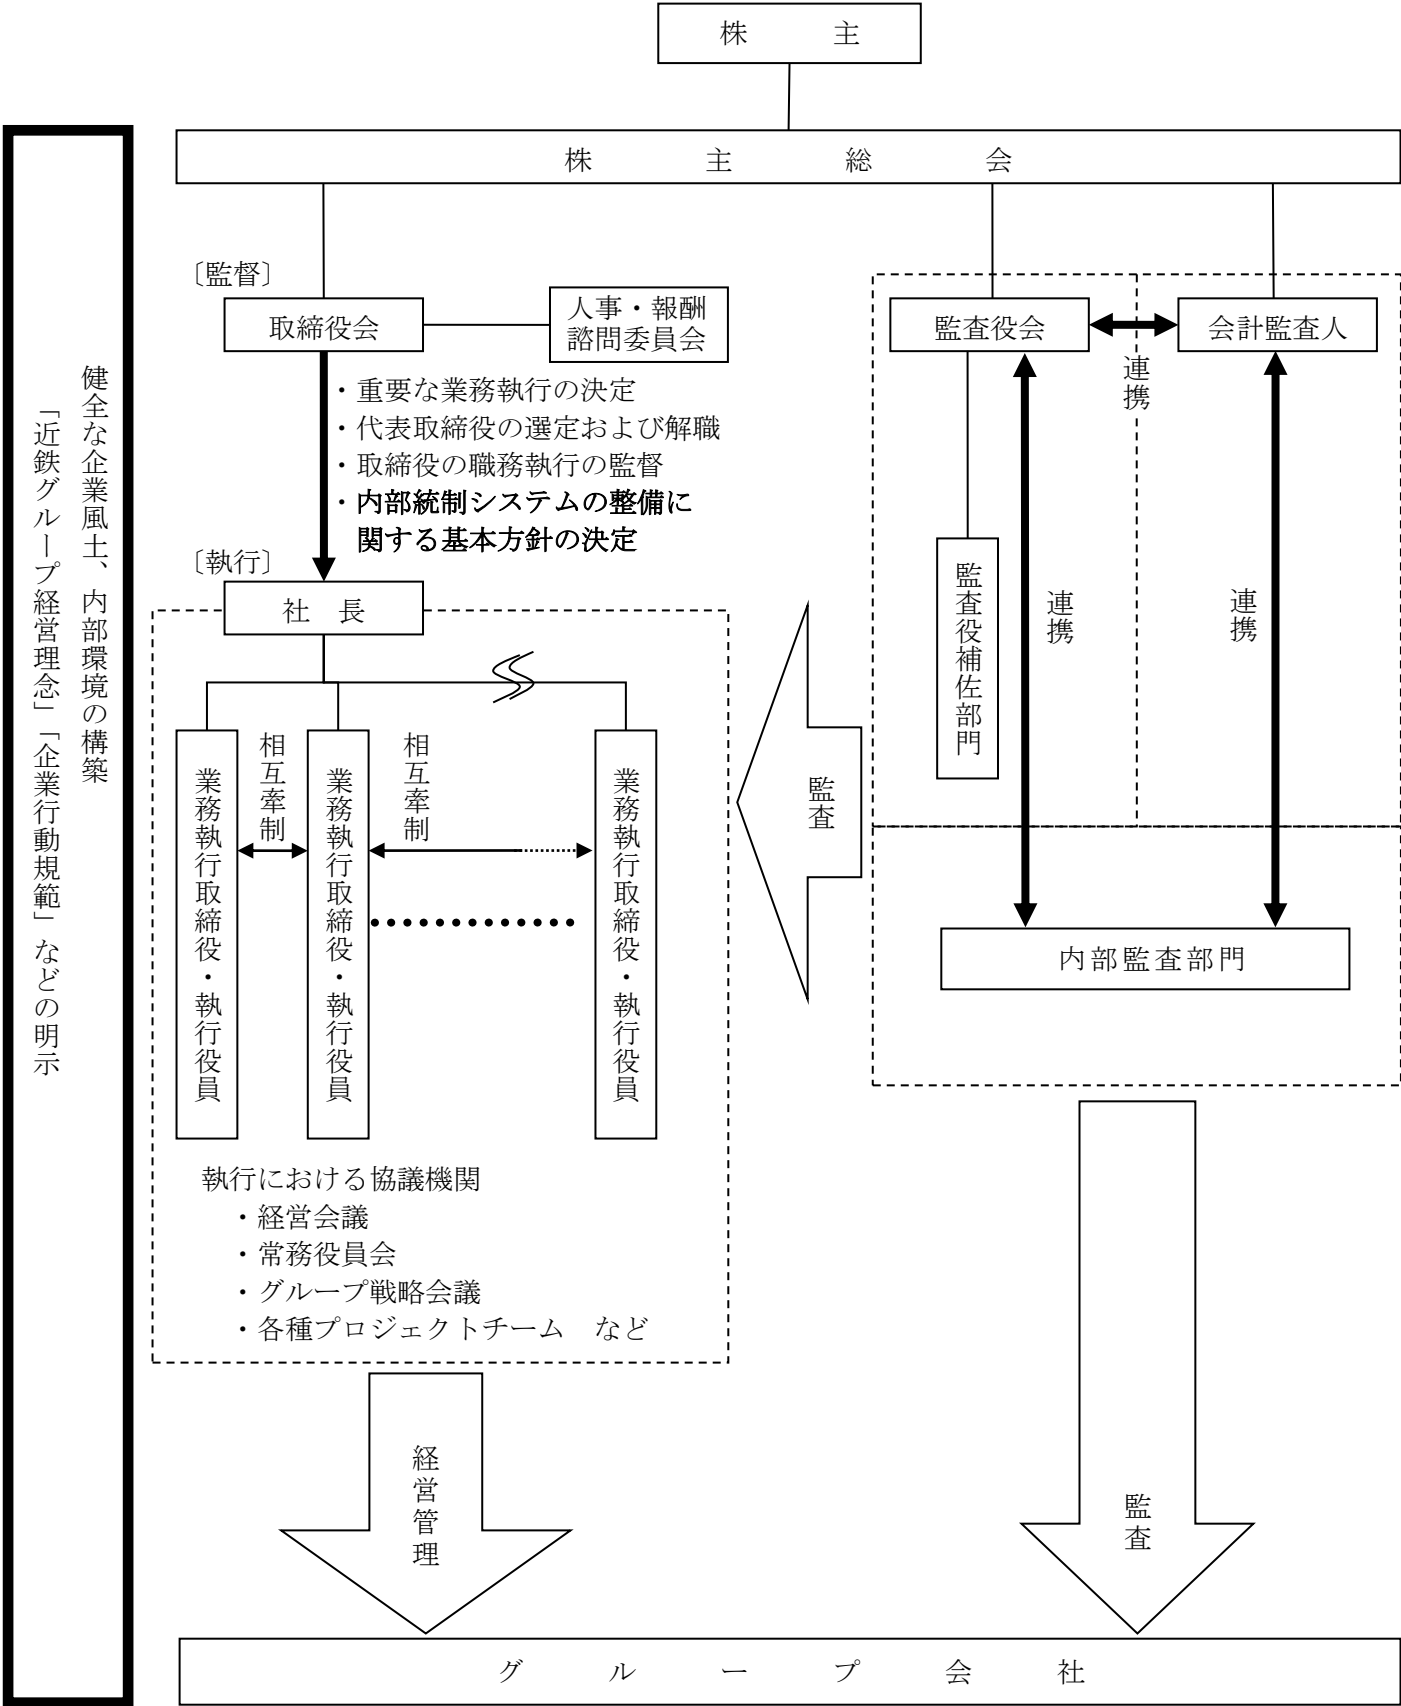 株主
株主総会
健全な企業風土、内部環境の構築
「近鉄グループ経営理念」「企業行動規範」などの明示
〔監督〕
取締役会
人事・報酬
諮問委員会
・重要な業務執行の決定
・代表取締役の選定および解職
・取締役の職務執行の監督
・内部統制システムの整備に
関する基本方針の決定
〔執行〕
社長
相互牽制
相互牽制
業務執行取締役・執行役員
業務執行取締役・執行役員
業務執行取締役・執行役員
執行における協議機関
・経営会議
・常務役員会
・グループ戦略会議
・各種プロジェクトチーム　など
監査役会
連携
会計監査人
監査役補佐部門
連携
連携
監査
内部監査部門
経営管理
監査
グループ会社